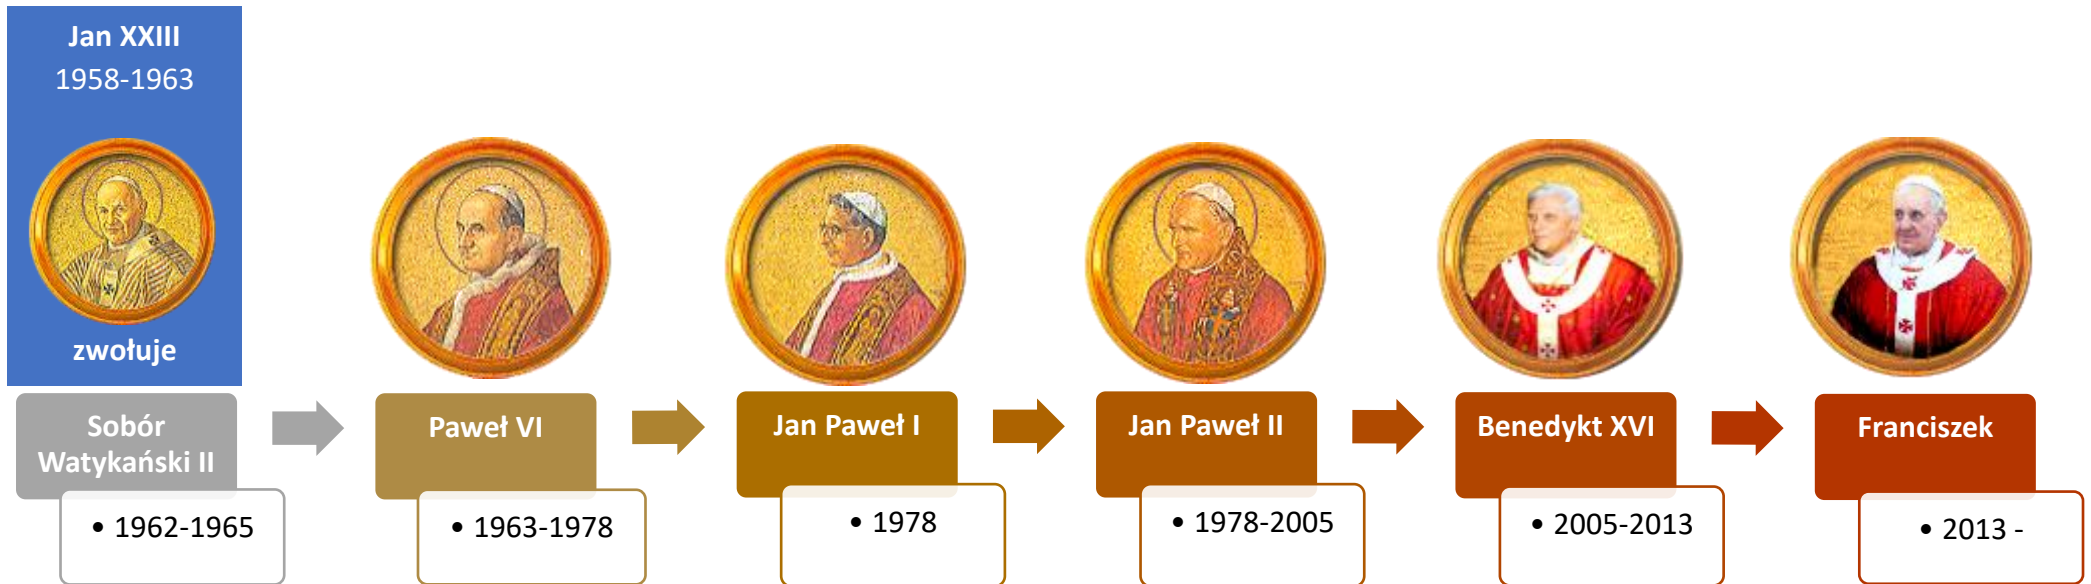 Jan XXIII
1958-1963
zwołuje
Sobór
Watykański II
• 1962-1965
Paweł VI
• 1963-1978
Jan Paweł I
• 1978
Jan Paweł II
• 1978-2005
Benedykt XVI
• 2005-2013
Franciszek
• 2013 -